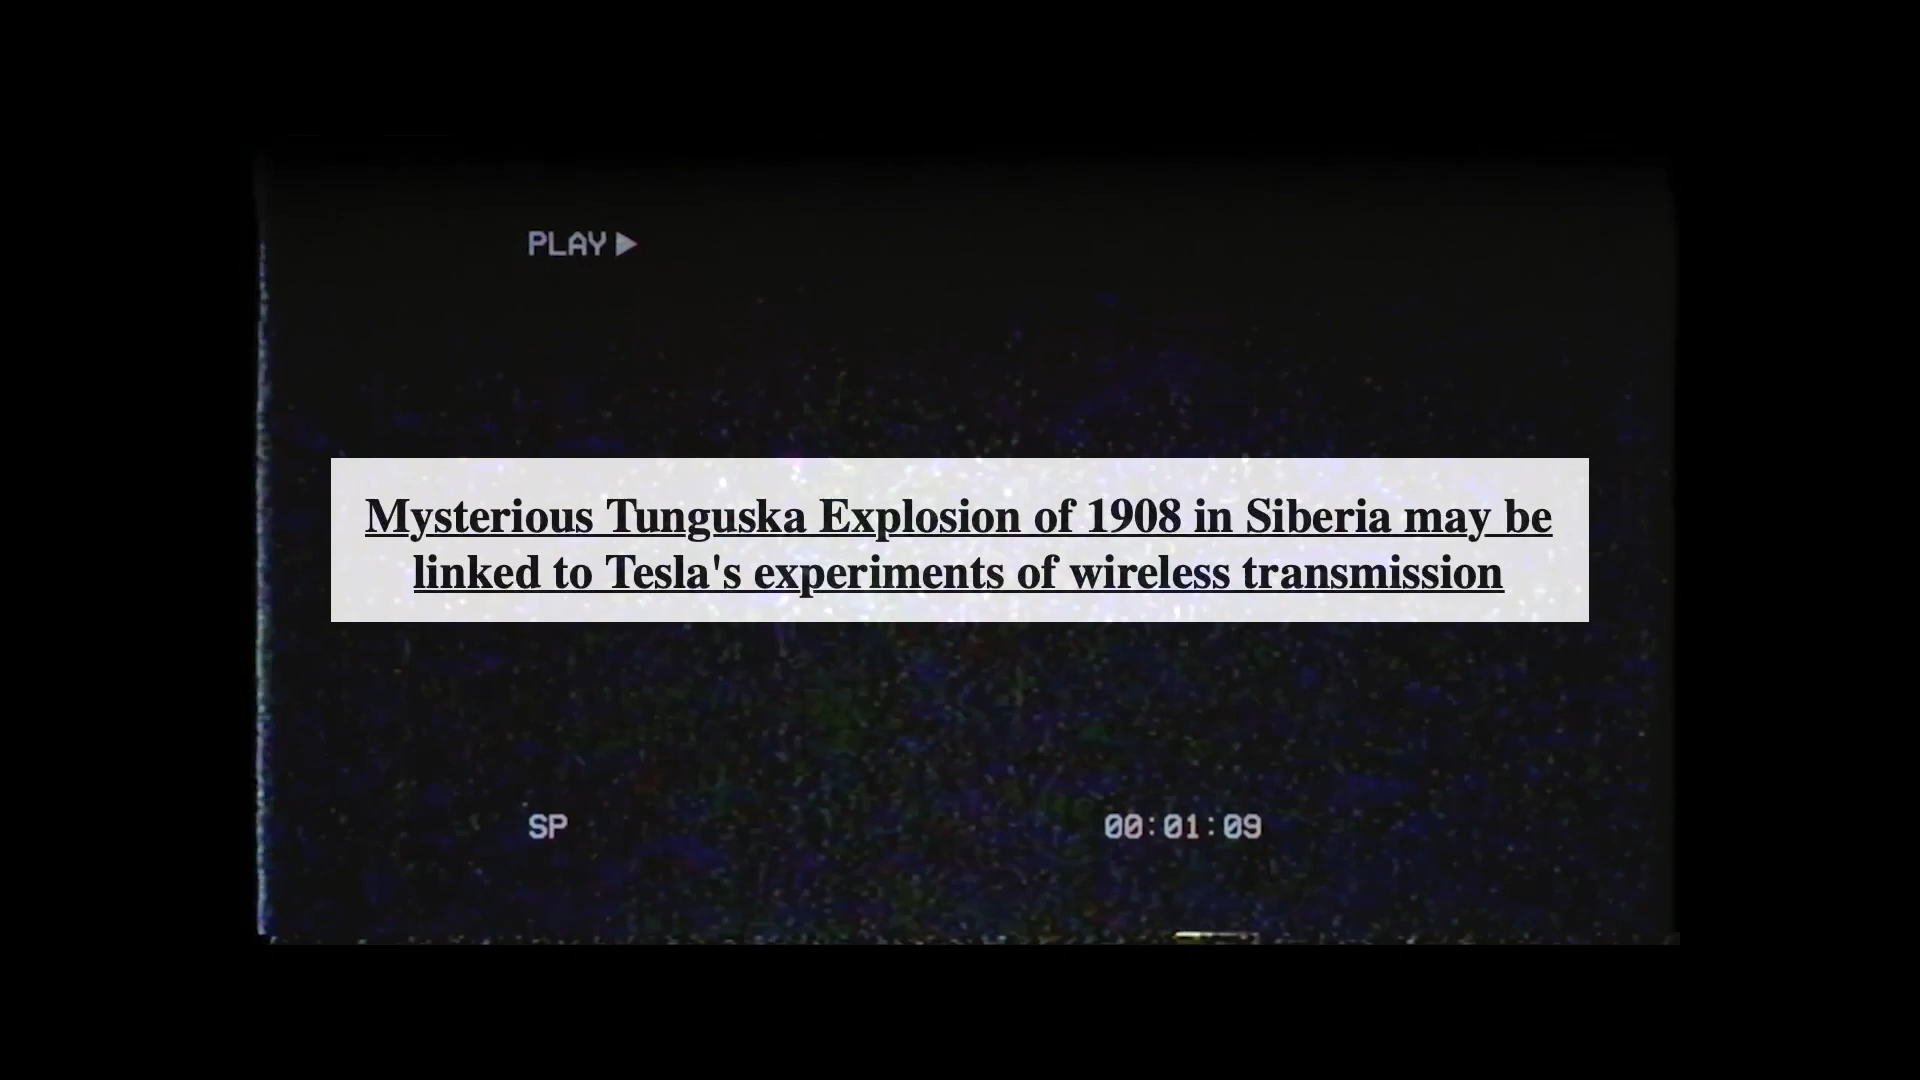 PLAY
Mysterious Tunguska Explosion of 1908 in Siberia may be
linked to Tesla's experiments of wireless transmission
SP
00:01:09